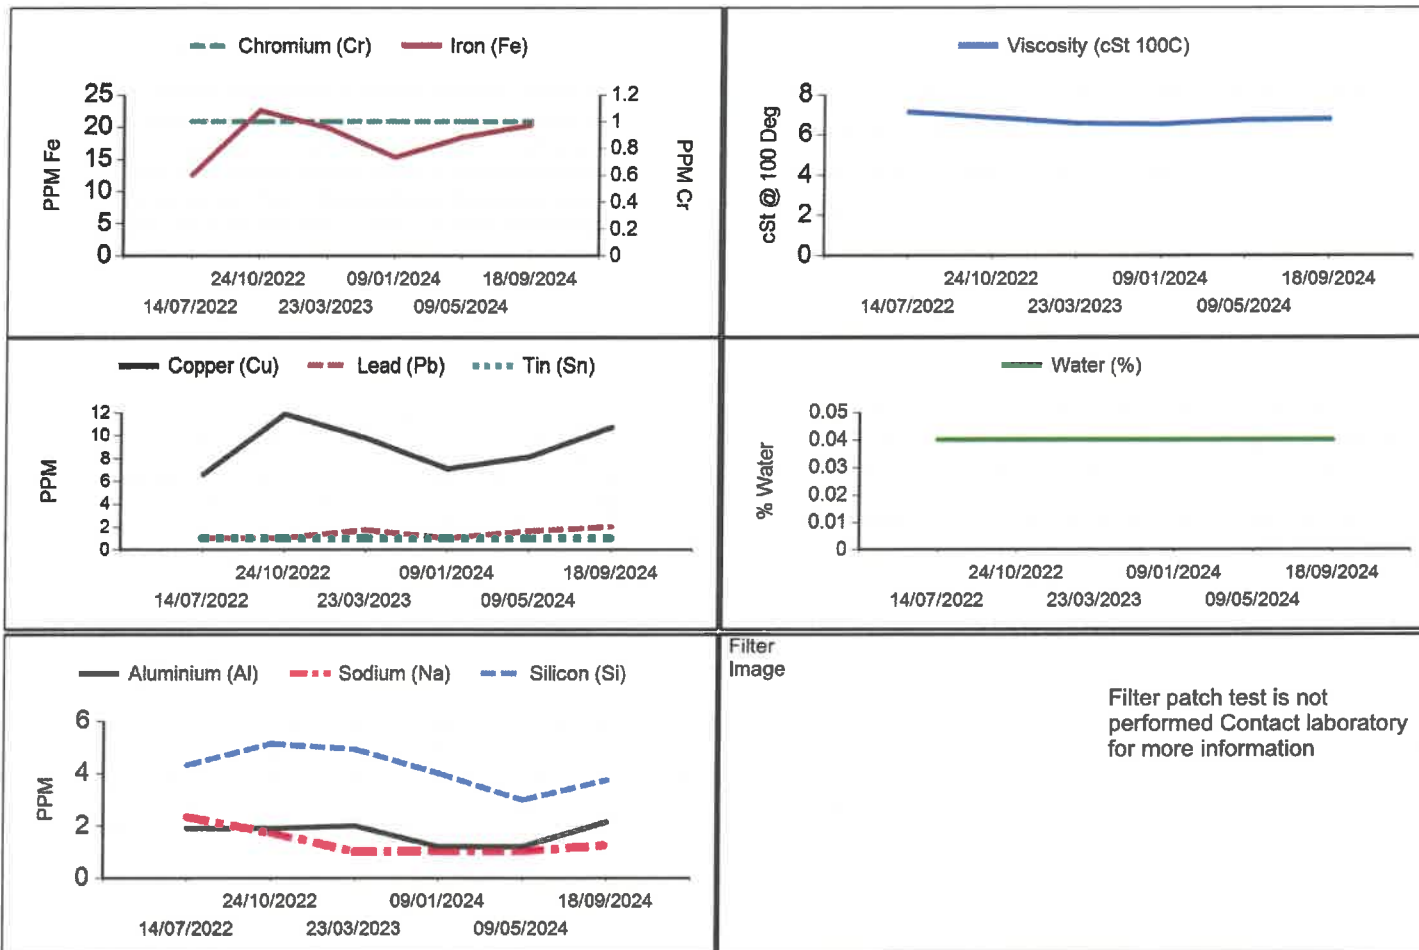 Chromium (Cr) Iron (Fe)
PPM Fe
25
20
15
10
5
0
1.2
1
0.8
0.6
0.4
0.2
0
PPM Cr
24/10/2022 09/01/2024 18/09/2024
14/07/2022 23/03/2023 09/05/2024
Viscosity (cSt 100C)
cSt @ 100 Deg
8
6
4
2
0
24/10/2022 09/01/2024 18/09/2024
14/07/2022 23/03/2023 09/05/2024
Copper (Cu) Lead (Pb) Tin (Sn)
PPM
12
10
8
6
4
2
0
24/10/2022 09/01/2024 18/09/2024
14/07/2022 23/03/2023 09/05/2024
Water (%)
% Water
0.05
0.04
0.03
0.02
0.01
0
24/10/2022 09/01/2024 18/09/2024
14/07/2022 23/03/2023 09/05/2024
Aluminium (Al) Sodium (Na) Silicon (Si)
PPM
6
4
2
0
24/10/2022 09/01/2024 18/09/2024
14/07/2022 23/03/2023 09/05/2024
Filter
Image
Filter patch test is not
performed Contact laboratory
for more information